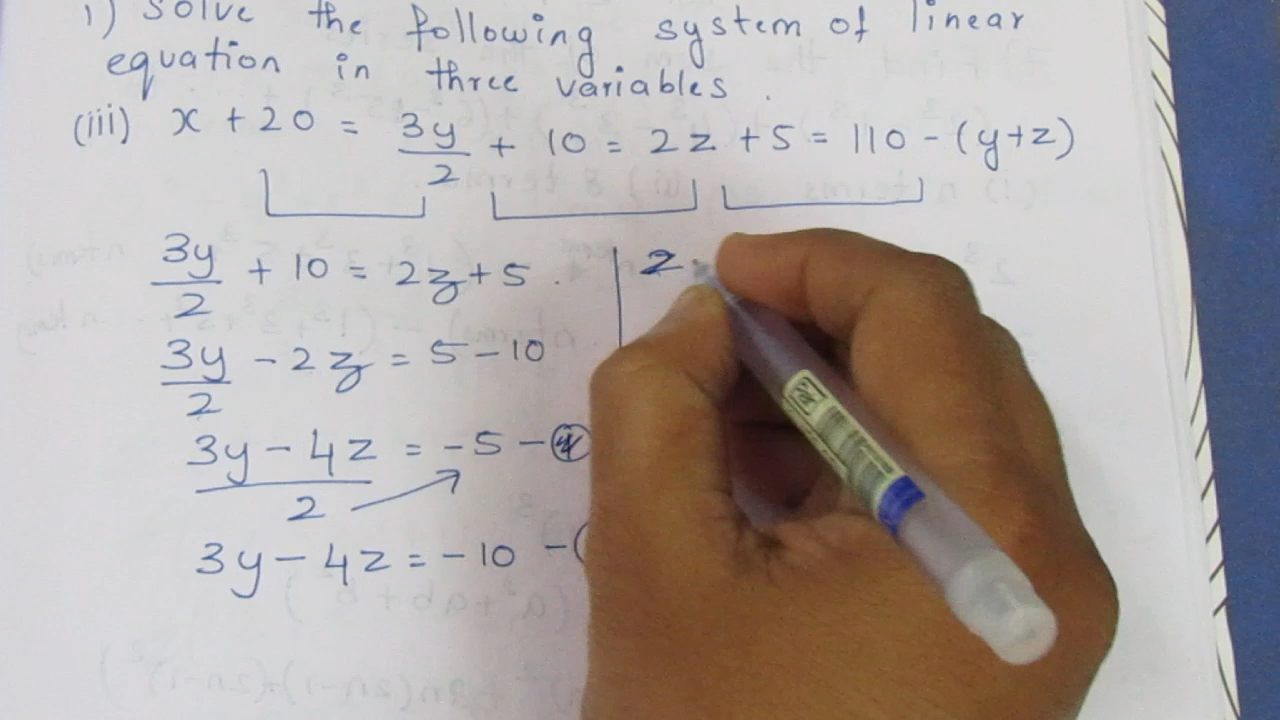 1) Solve the following system of linear
equation in three variables.
(iii) x + 20 = 3y/2 + 10 = 2z + 5 = 110 - (y+z)
3y/2 + 10 = 2z + 5.
2
3y/2 - 2z = 5 - 10
3y - 4z/2 = -5 -
3y - 4z = -10 - (